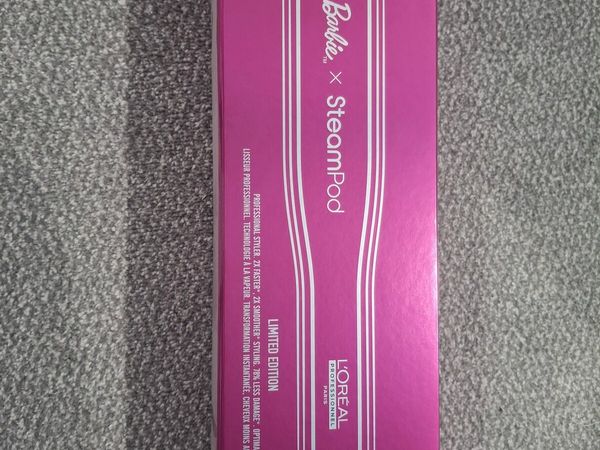 Barbie™ × SteamPod
L'ORÉAL
PROFESSIONNEL
PARIS
LIMITED EDITION
PROFESSIONAL STYLER. 2X FASTER*, 2X SMOOTHER* STYLING. 78% LESS DAMAGE*.
LISSEUR PROFESSIONNEL. TECHNOLOGIE À LA VAPEUR. TRANSFORMATION INSTANTANÉE, CHEVEUX MOINS